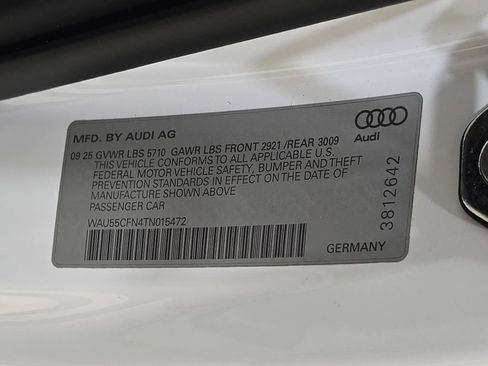 MFD. BY AUDI AG
Audi
09 25 GVWR LBS 5710 GAWR LBS FRONT 2921 /REAR 3009
THIS VEHICLE CONFORMS TO ALL APPLICABLE U.S.
FEDERAL MOTOR VEHICLE SAFETY, BUMPER AND THEFT
PREVENTION STANDARDS IN EFFECT ON THE DATE OF
MANUFACTURE SHOWN ABOVE
PASSENGER CAR
WAU55CFN4TN015472
3812642
GERMANY